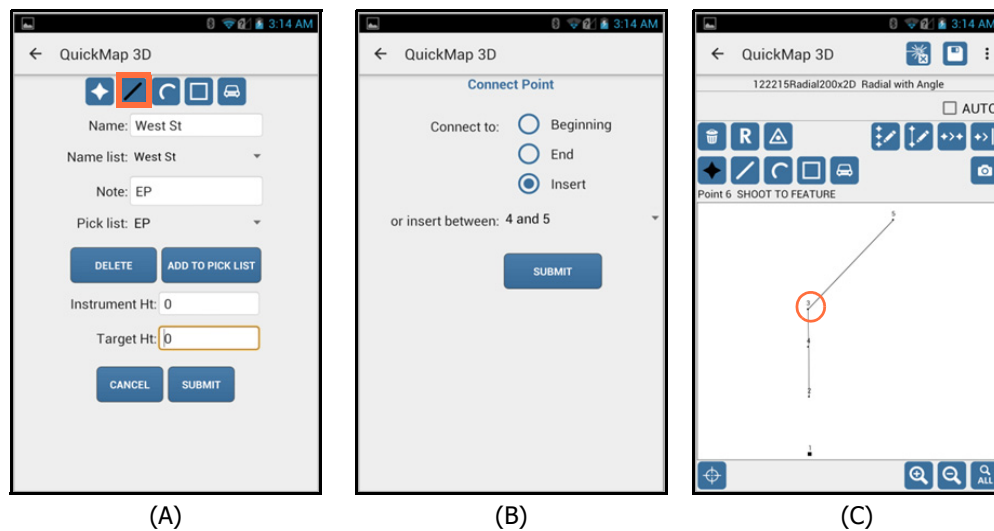 3:14 AM
QuickMap 3D
Name: West St
Name list: West St
Note: EP
Pick list: EP
DELETE
ADD TO PICK LIST
Instrument Ht: 0
Target Ht: 0
CANCEL
SUBMIT
(A)
3:14 AM
QuickMap 3D
Connect Point
Connect to:
Beginning
End
Insert
or insert between: 4 and 5
SUBMIT
(B)
3:14 AM
QuickMap 3D
122215Radial200x2D Radial with Angle
AUTO
R
Point 6 SHOOT TO FEATURE
5
3
4
2
1
ALL
(C)